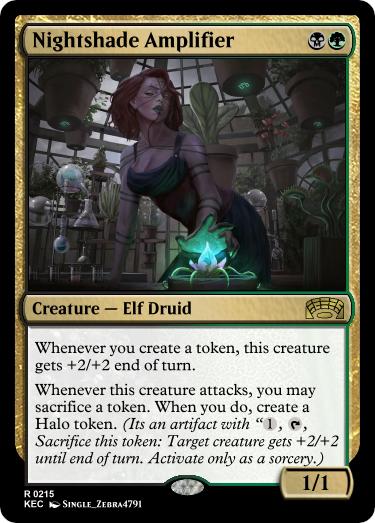 Nightshade Amplifier
Creature — Elf Druid
Whenever you create a token, this creature
gets +2/+2 end of turn.
Whenever this creature attacks, you may
sacrifice a token. When you do, create a
Halo token. (Its an artifact with “1, ,
Sacrifice this token: Target creature gets +2/+2
until end of turn. Activate only as a sorcery.)
1/1
R 0215
KEC Single_Zebra4791